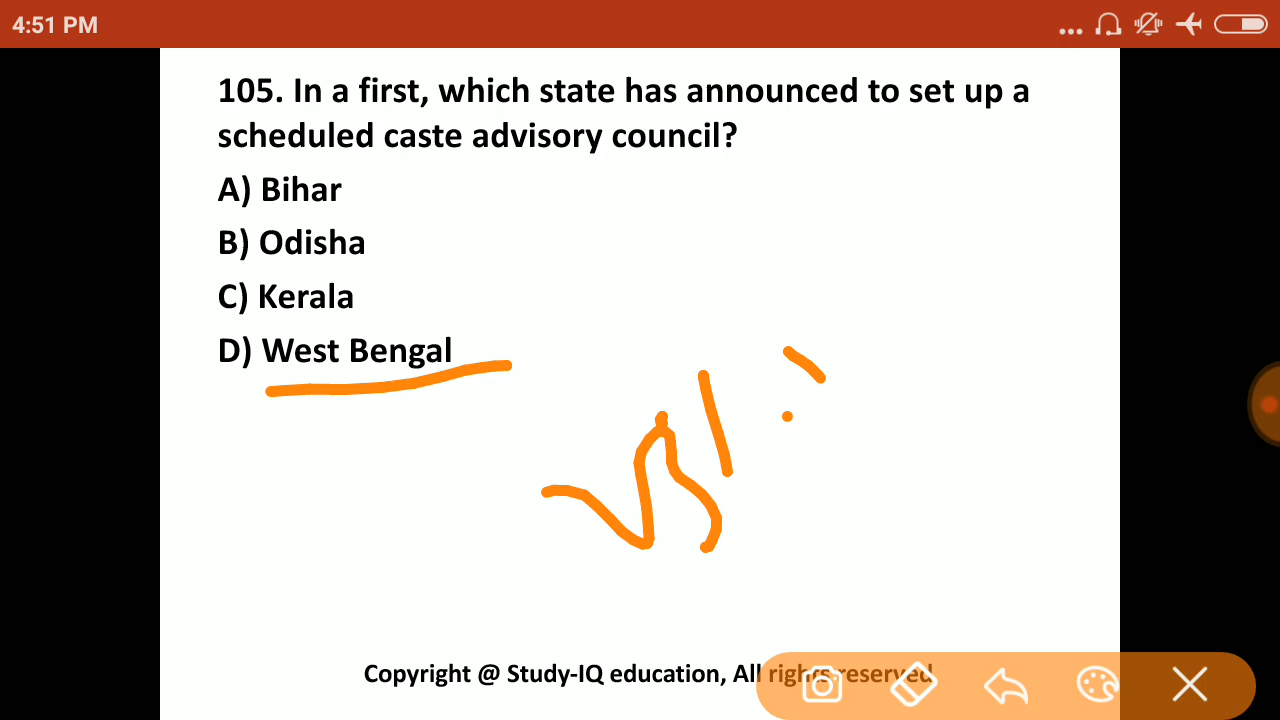 4:51 PM
105. In a first, which state has announced to set up a
scheduled caste advisory council?
A) Bihar
B) Odisha
C) Kerala
D) West Bengal
Copyright @ Study-IQ education, All rights reserved